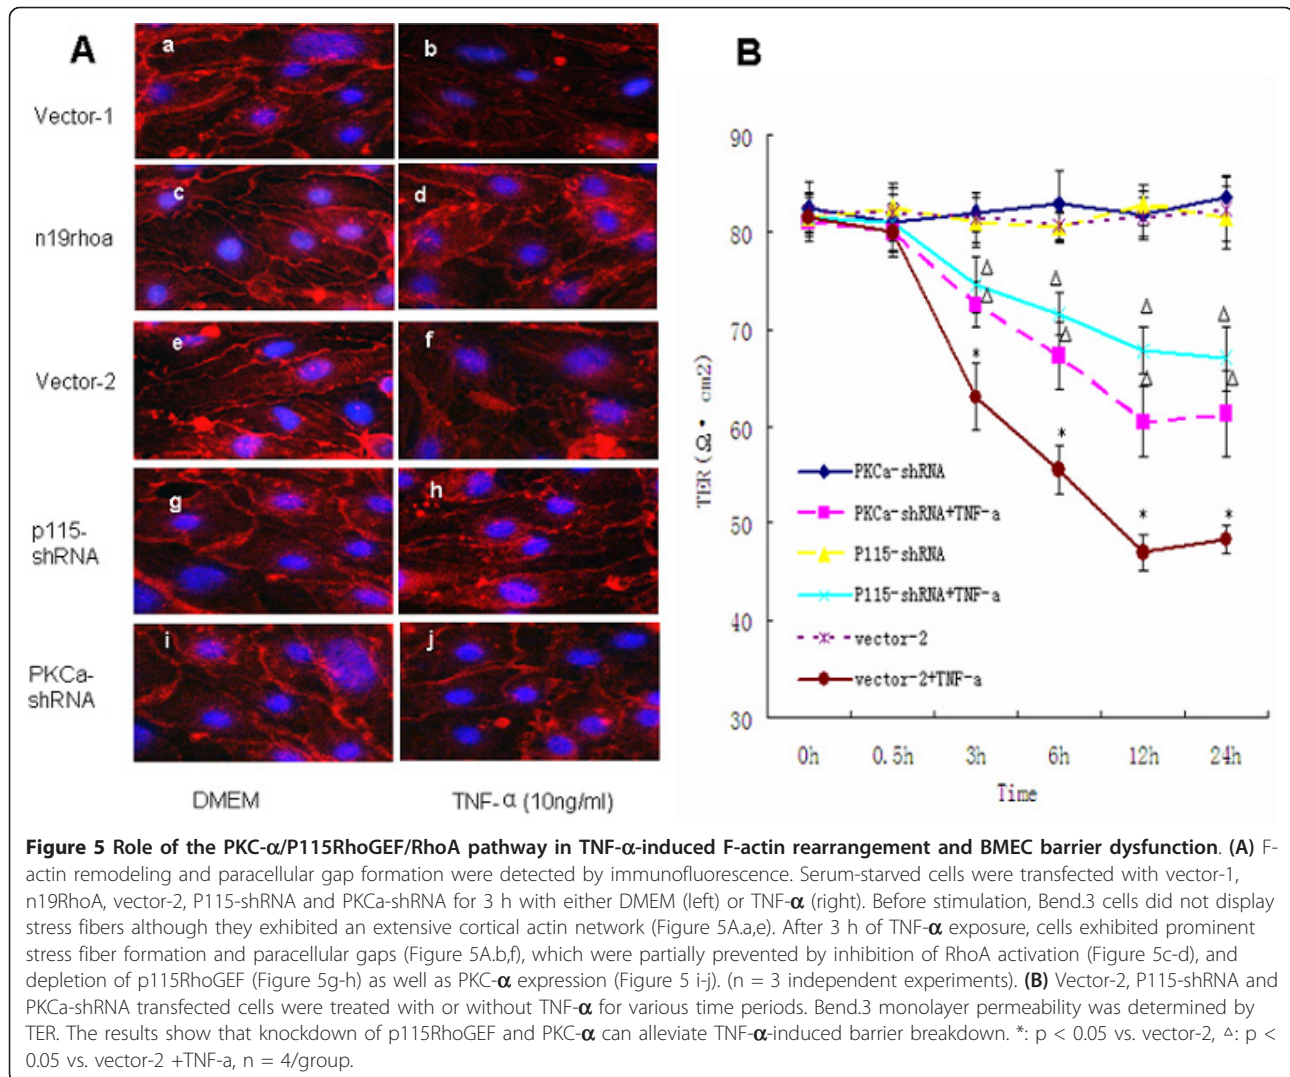 A
B
a
b
Vector-1
c
d
n19rhoa
e
f
Vector-2
g
h
p115-
shRNA
i
j
PKCa-
shRNA
DMEM
TNF-α (10ng/ml)
90
80
70
60
50
40
30
TER(Ω• cm2)
Δ
Δ
Δ
Δ
Δ
Δ
Δ
Δ
*
*
*
*
PKCa-shRNA
PKCa-shRNA+TNF-a
P115-shRNA
P115-shRNA+TNF-a
vector-2
vector-2+TNF-a
0h 0.5h 3h 6h 12h 24h
Time
Figure 5 Role of the PKC-α/P115RhoGEF/RhoA pathway in TNF-α-induced F-actin rearrangement and BMEC barrier dysfunction. (A) F-
actin remodeling and paracellular gap formation were detected by immunofluorescence. Serum-starved cells were transfected with vector-1,
n19RhoA, vector-2, P115-shRNA and PKCa-shRNA for 3 h with either DMEM (left) or TNF-α (right). Before stimulation, Bend.3 cells did not display
stress fibers although they exhibited an extensive cortical actin network (Figure 5A.a,e). After 3 h of TNF-α exposure, cells exhibited prominent
stress fiber formation and paracellular gaps (Figure 5A.b,f), which were partially prevented by inhibition of RhoA activation (Figure 5c-d), and
depletion of p115RhoGEF (Figure 5g-h) as well as PKC-α expression (Figure 5 i-j). (n = 3 independent experiments). (B) Vector-2, P115-shRNA and
PKCa-shRNA transfected cells were treated with or without TNF-α for various time periods. Bend.3 monolayer permeability was determined by
TER. The results show that knockdown of p115RhoGEF and PKC-α can alleviate TNF-α-induced barrier breakdown. *: p < 0.05 vs. vector-2, Δ: p <
0.05 vs. vector-2 +TNF-a, n = 4/group.